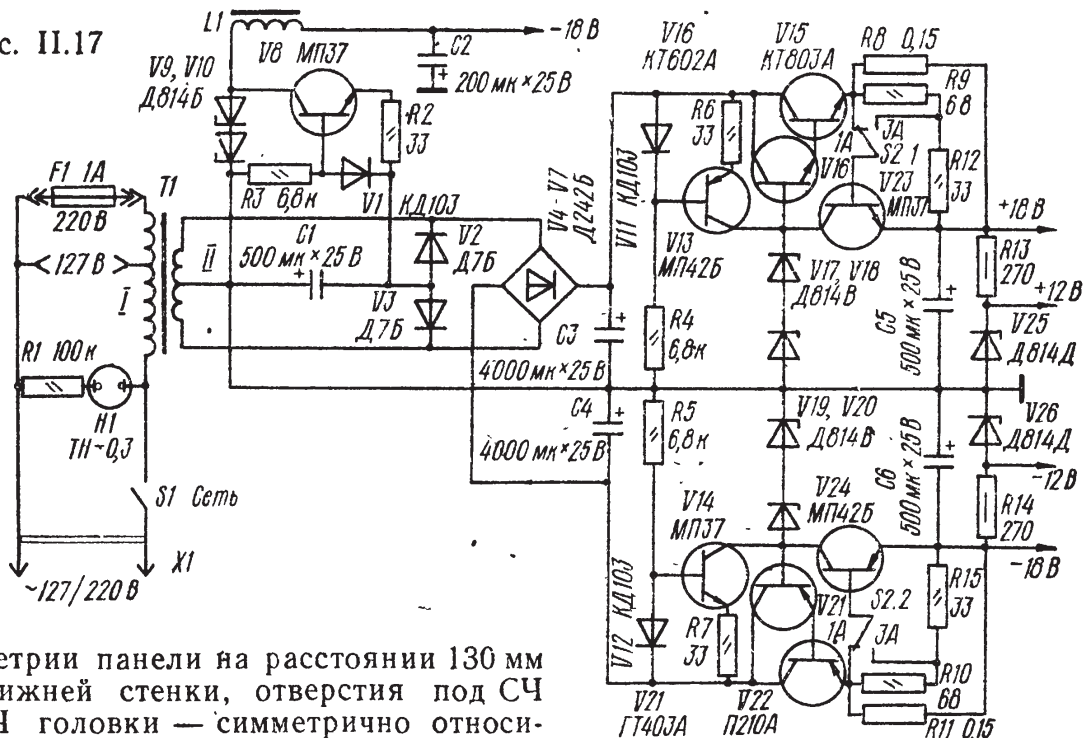 с. II.17
L1
−18 В
V8 МП37
C2
200 мк × 25 В
V9, V10
Д814Б
R2
33
R3 6,8к
V1
КД103
F1 1А
220 В
127 В
T1
I
II
C1
500 мк × 25 В
V2
Д7Б
V3
Д7Б
V4 – V7
Д242Б
R1 100к
H1
ТН-0,3
S1 Сеть
X1
~127/220 В
C3
4000 мк×25В
C4
4000 мк×25В
V16
КТ602А
V15
КТ803А
R8 0,15
R9
68
R6
33
V11 КД103
1А
3А
S2.1
R12
33
V16
V23
МП37
V13
МП42Б
+18 В
V17, V18
Д814В
R13
270
+12 В
R4
6,8к
C5
500 мк × 25 В
V25
Д814Д
R5
6,8к
V19, V20
Д814В
V26
Д814Д
C6
500 мк × 25 В
−12 В
V14
МП37
V24
МП42Б
R14
270
−18 В
V12 КД103
R7
33
V21
1А
S2.2
3А
R15
33
R10
68
V21
ГТ403А
V22
П210А
R11 0,15
етрии панели на расстоянии 130 мм
ижней стенки, отверстия под СЧ
Ч головки — симметрично относи-